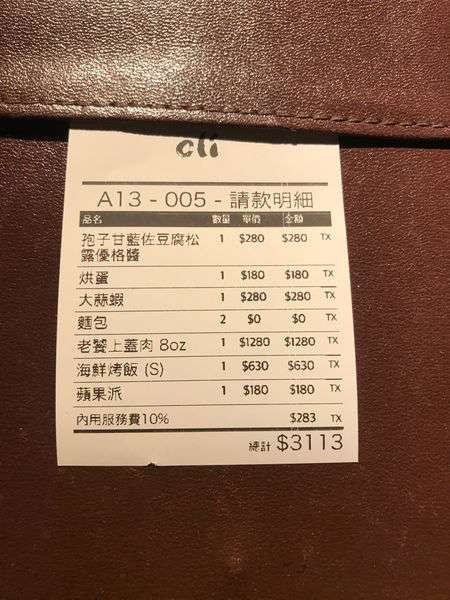 cli
A13 - 005 - 請款明細
品名 數量 單價 金額
孢子甘藍佐豆腐松 1 $280 $280 TX
露優格醬
烘蛋 1 $180 $180 TX
大蒜蝦 1 $280 $280 TX
麵包 2 $0 $0 TX
老饕上蓋肉 8oz 1 $1280 $1280 TX
海鮮烤飯 (S) 1 $630 $630 TX
蘋果派 1 $180 $180 TX
內用服務費10% $283 TX
總計 $3113